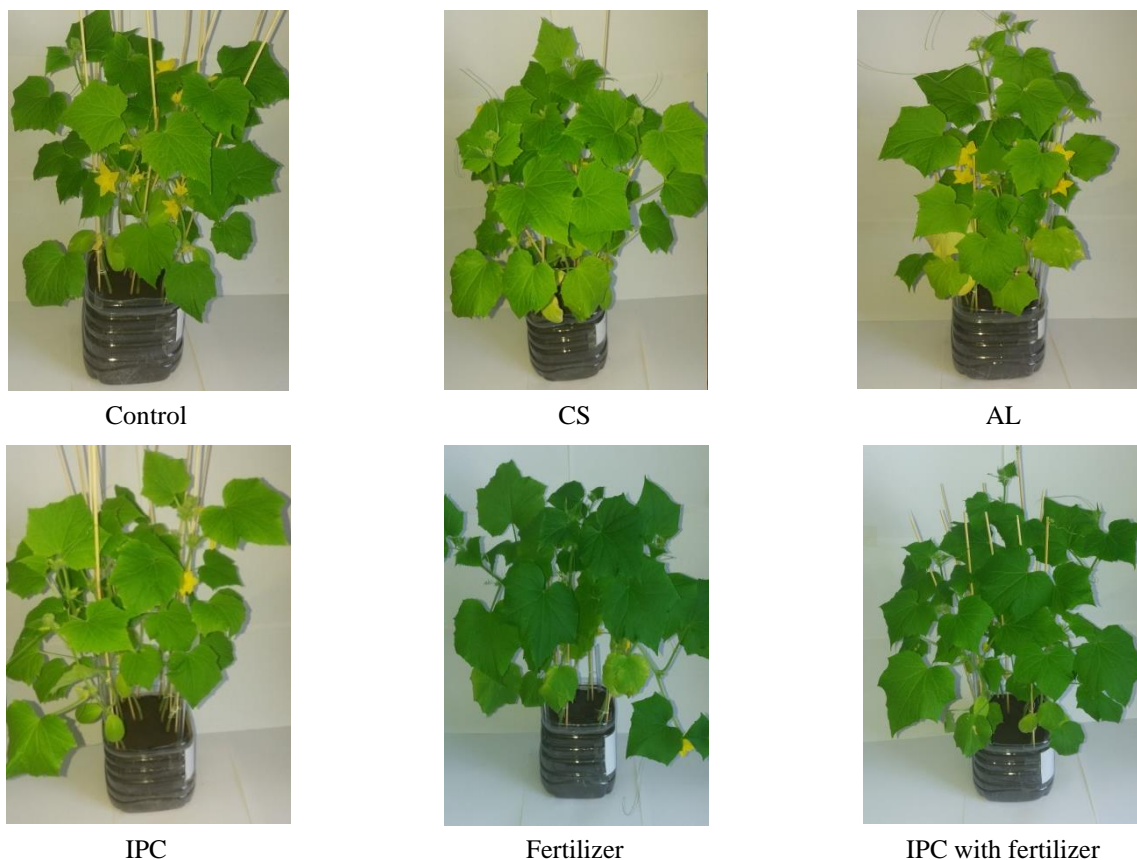 Control
CS
AL
IPC
Fertilizer
IPC with fertilizer